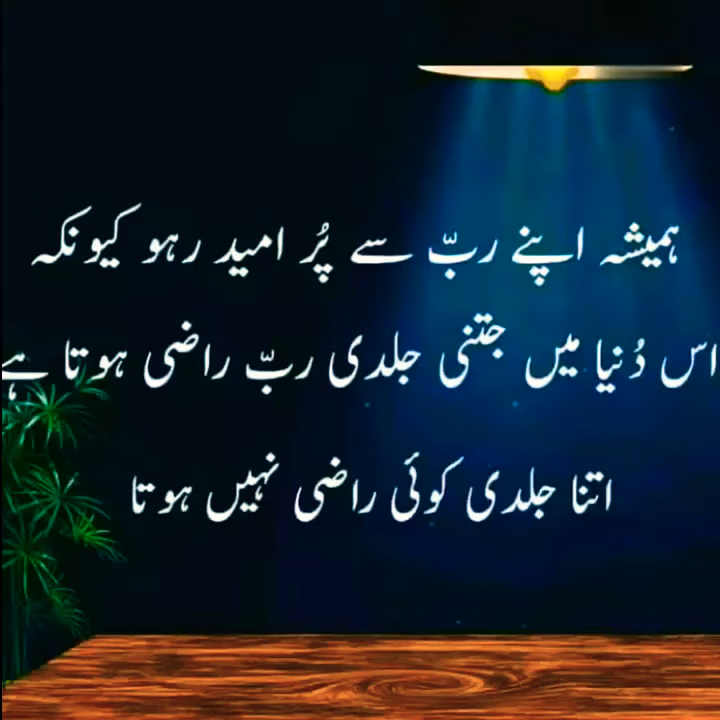 ہمیشہ اپنے ربّ سے پُر امید رہو کیونکہ
اس دُنیا میں جتنی جلدی ربّ راضی ہوتا ہے
اتنا جلدی کوئی راضی نہیں ہوتا